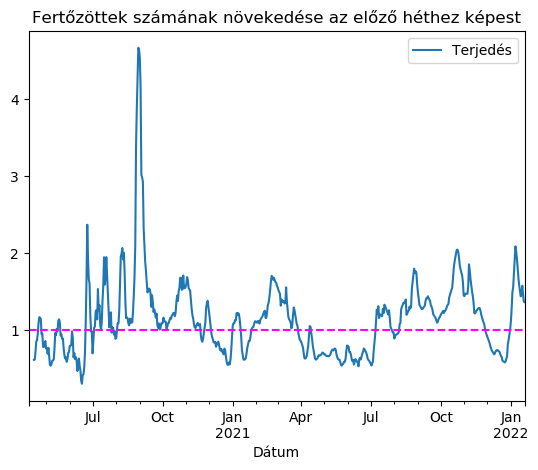 Fertőzöttek számának növekedése az előző héthez képest
Terjedés
4
3
2
1
Jul
Oct
Jan
2021
Apr
Jul
Oct
Jan
2022
Dátum